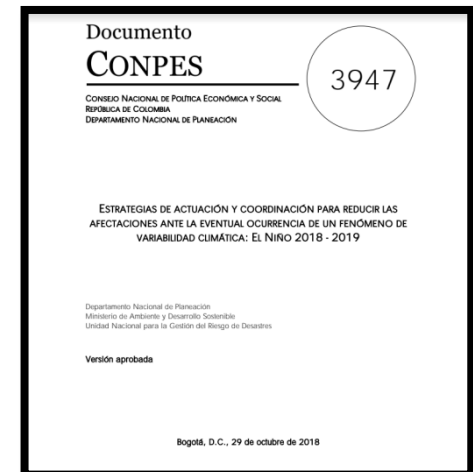 Documento
CONPES
3947
CONSEJO NACIONAL DE POLÍTICA ECONÓMICA Y SOCIAL
REPÚBLICA DE COLOMBIA
DEPARTAMENTO NACIONAL DE PLANEACIÓN
ESTRATEGIAS DE ACTUACIÓN Y COORDINACIÓN PARA REDUCIR LAS
AFECTACIONES ANTE LA EVENTUAL OCURRENCIA DE UN FENÓMENO DE
VARIABILIDAD CLIMÁTICA: EL NIÑO 2018 - 2019
Departamento Nacional de Planeación
Ministerio de Ambiente y Desarrollo Sostenible
Unidad Nacional para la Gestión del Riesgo de Desastres
Versión aprobada
Bogotá, D.C., 29 de octubre de 2018